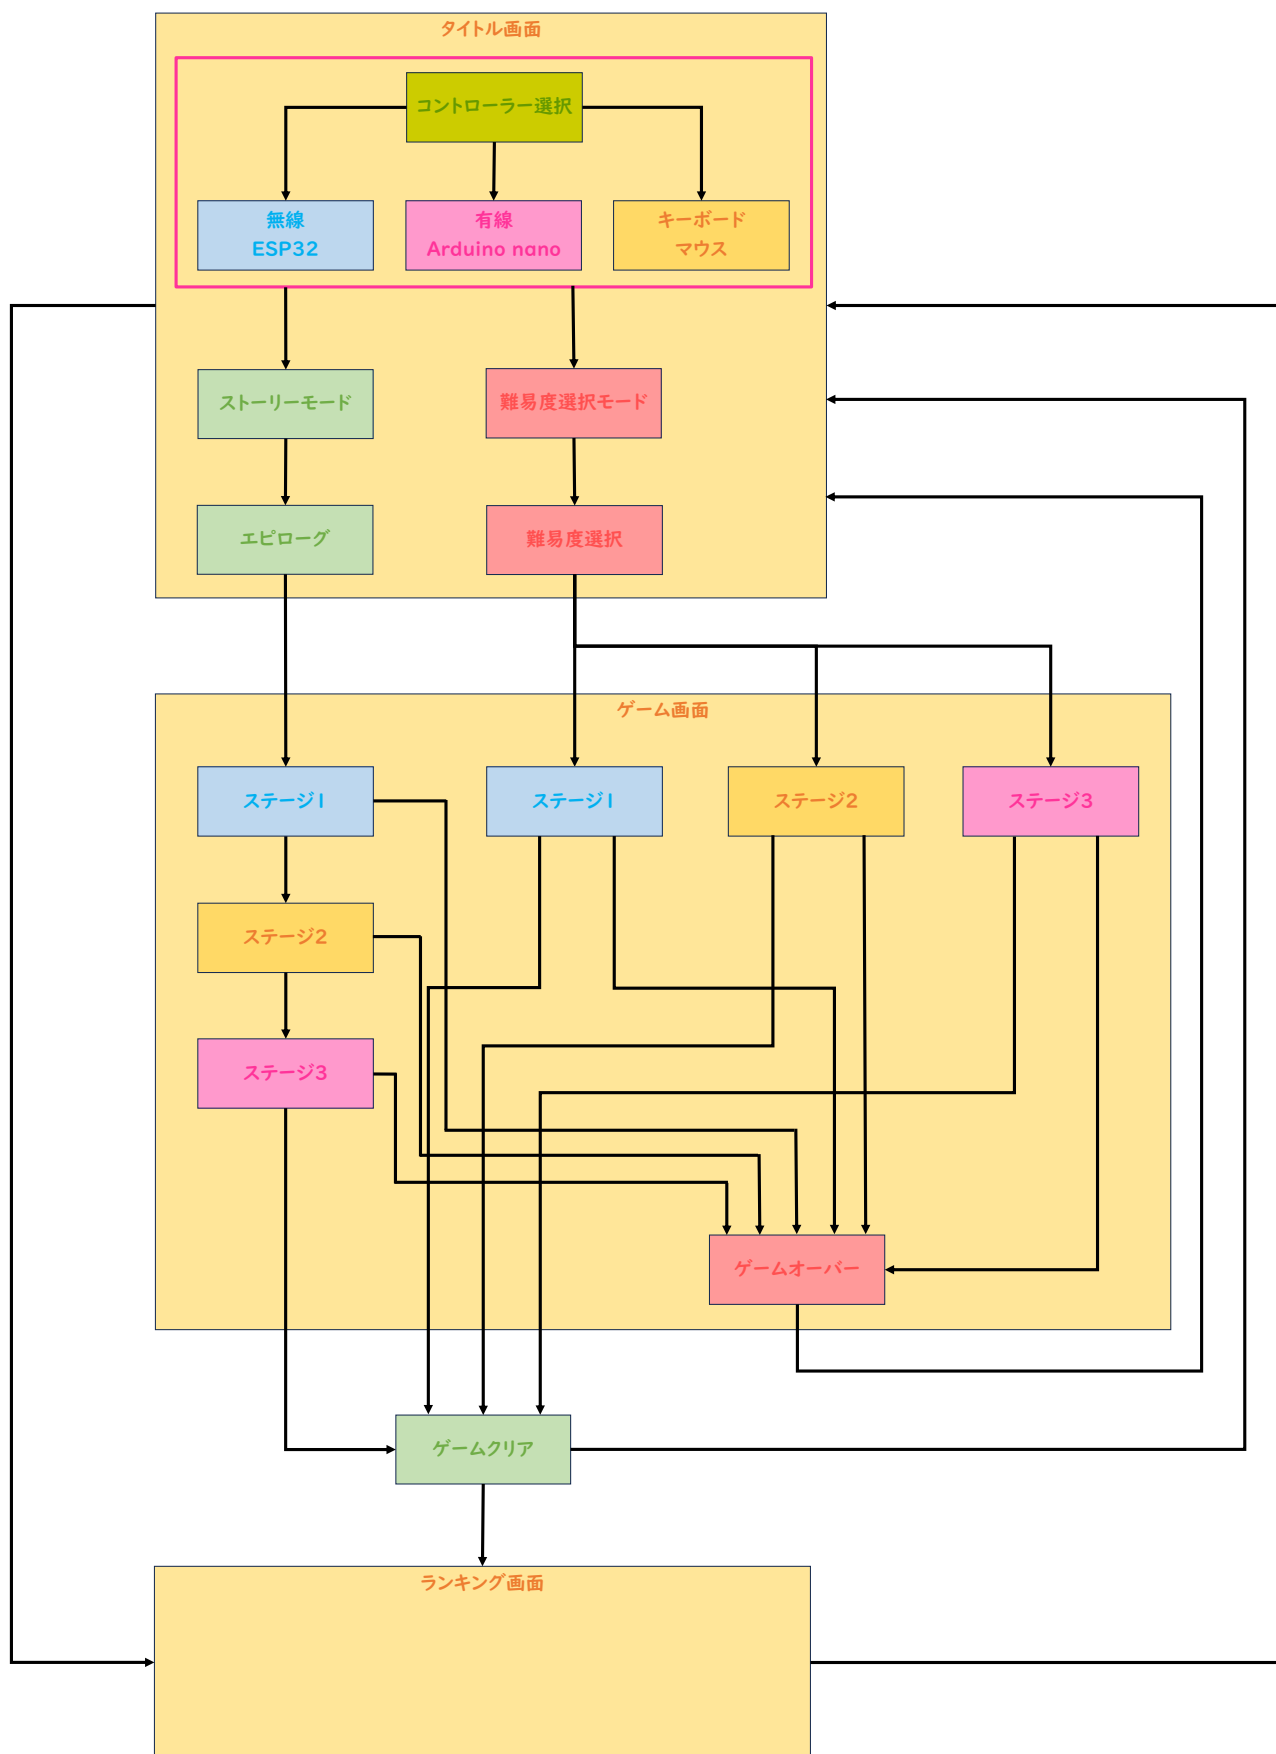 タイトル画面
コントローラー選択
無線
ESP32
有線
Arduino nano
キーボード
マウス
ストーリーモード
難易度選択モード
エピローグ
難易度選択
ゲーム画面
ステージ1
ステージ1
ステージ2
ステージ3
ステージ2
ステージ3
ゲームオーバー
ゲームクリア
ランキング画面